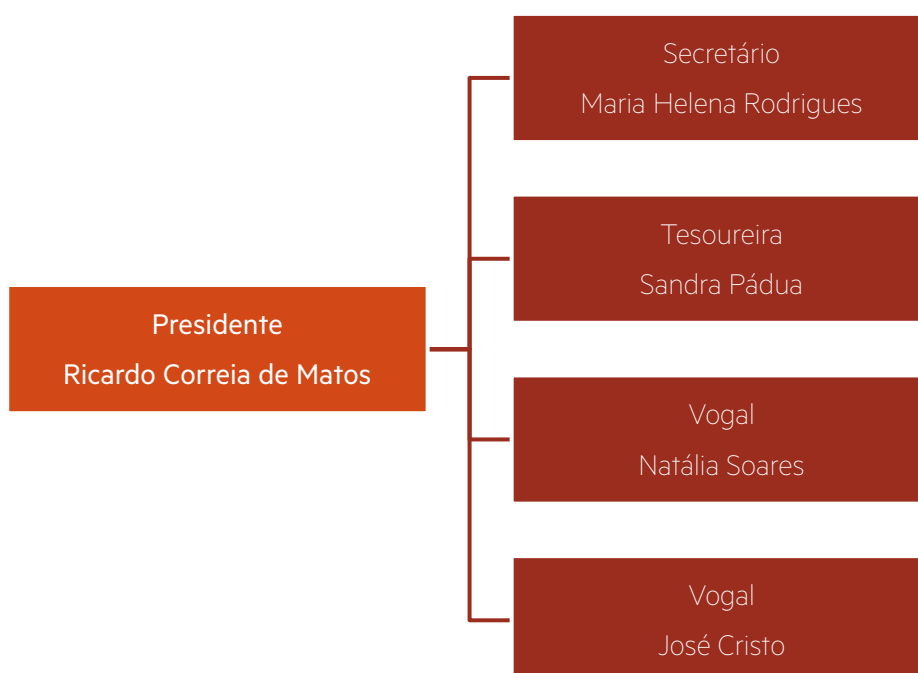 Secretário
Maria Helena Rodrigues
Tesoureira
Sandra Pádua
Presidente
Ricardo Correia de Matos
Vogal
Natália Soares
Vogal
José Cristo